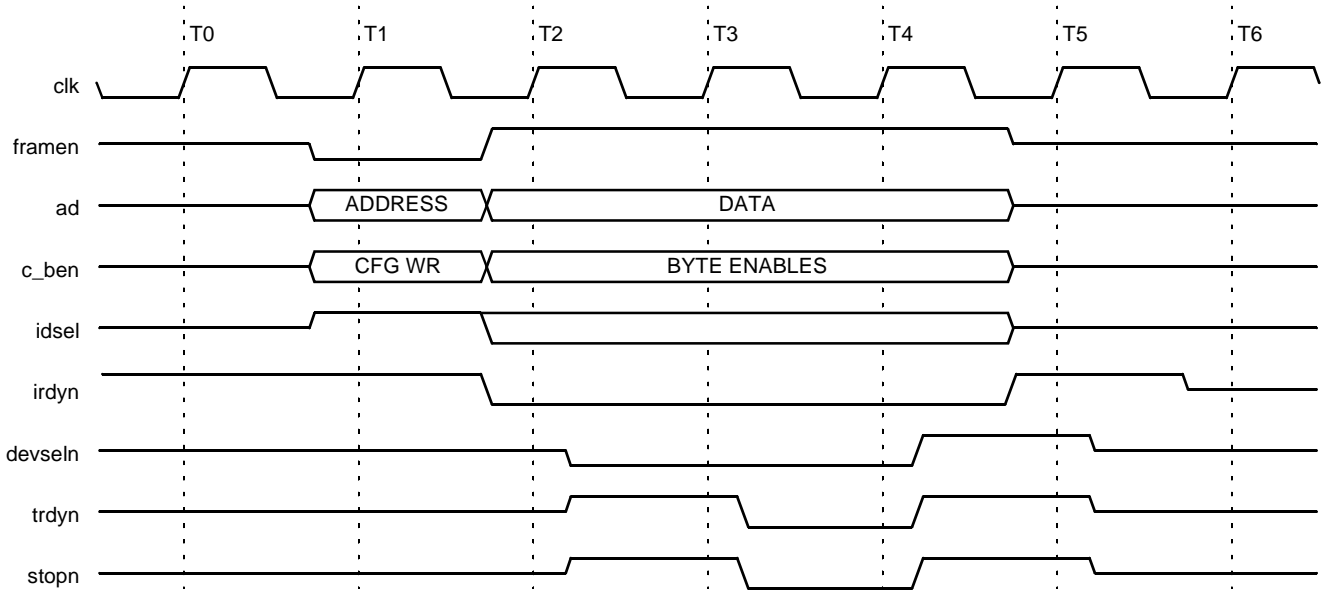 T0 T1 T2 T3 T4 T5 T6
clk
framen
ad ADDRESS DATA
c_ben CFG WR BYTE ENABLES
idsel
irdyn
devseln
trdyn
stopn